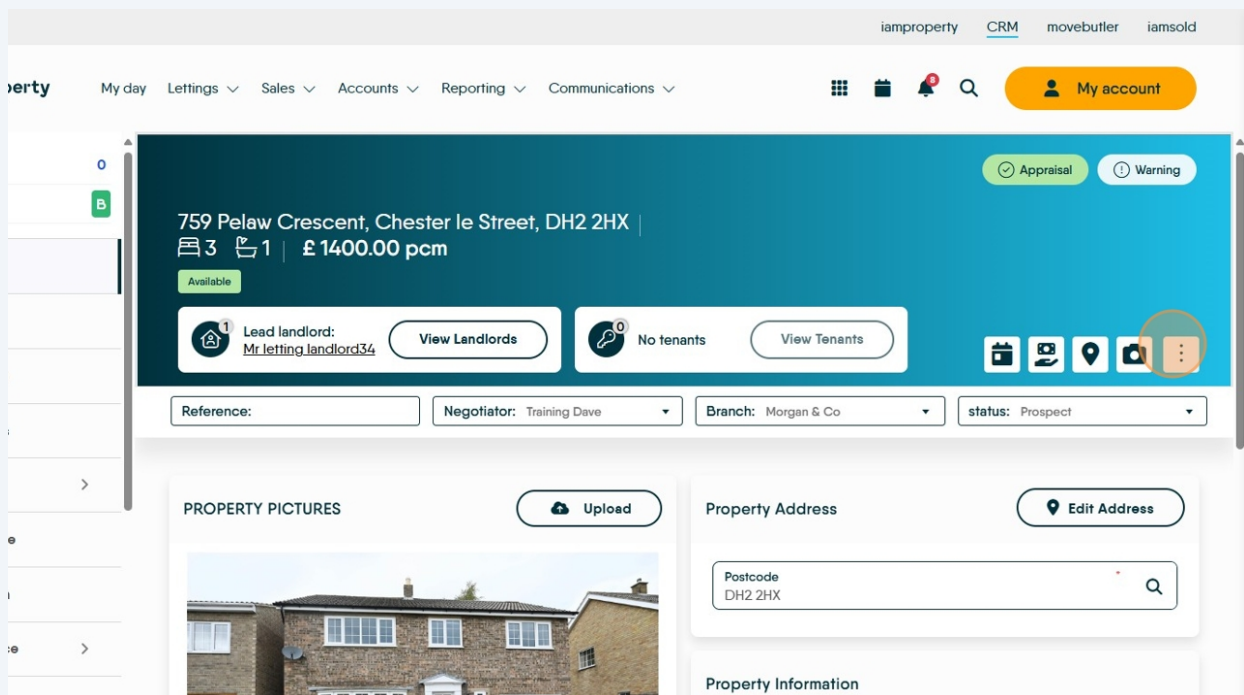 iamproperty CRM movebutler iamsold
perty My day Lettings Sales Accounts Reporting Communications 8 My account
0
B
Appraisal Warning
759 Pelaw Crescent, Chester le Street, DH2 2HX
3 1 £ 1400.00 pcm
Available
1 Lead landlord: View Landlords 0 No tenants View Tenants
Mr letting landlord34
Reference: Negotiator: Training Dave Branch: Morgan & Co status: Prospect
PROPERTY PICTURES Upload Property Address Edit Address
Postcode
DH2 2HX
Property Information